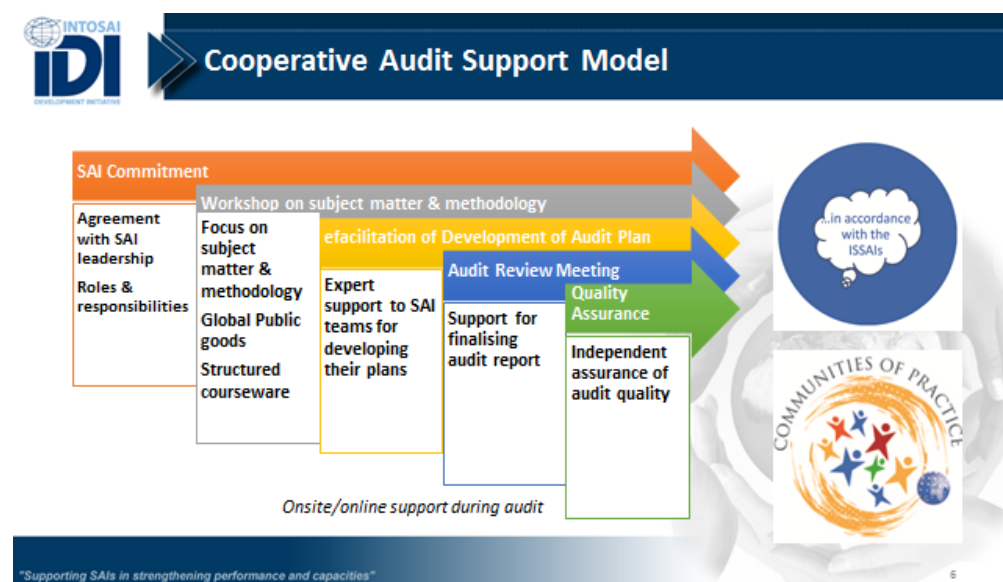 INTOSAI
IDI
DEVELOPMENT INITIATIVE
Cooperative Audit Support Model
SAI Commitment
Agreement
with SAI
leadership
Roles &
responsibilities
Workshop on subject matter & methodology
Focus on
subject
matter &
methodology
Global Public
goods
Structured
courseware
efacilitation of Development of Audit Plan
Expert
support to SAI
teams for
developing
their plans
Audit Review Meeting
Support for
finalising
audit report
Quality
Assurance
Independent
assurance of
audit quality
Onsite/online support during audit
...in accordance
with the
ISSAIs
COMMUNITIES OF PRACTICE
"Supporting SAIs in strengthening performance and capacities"
6